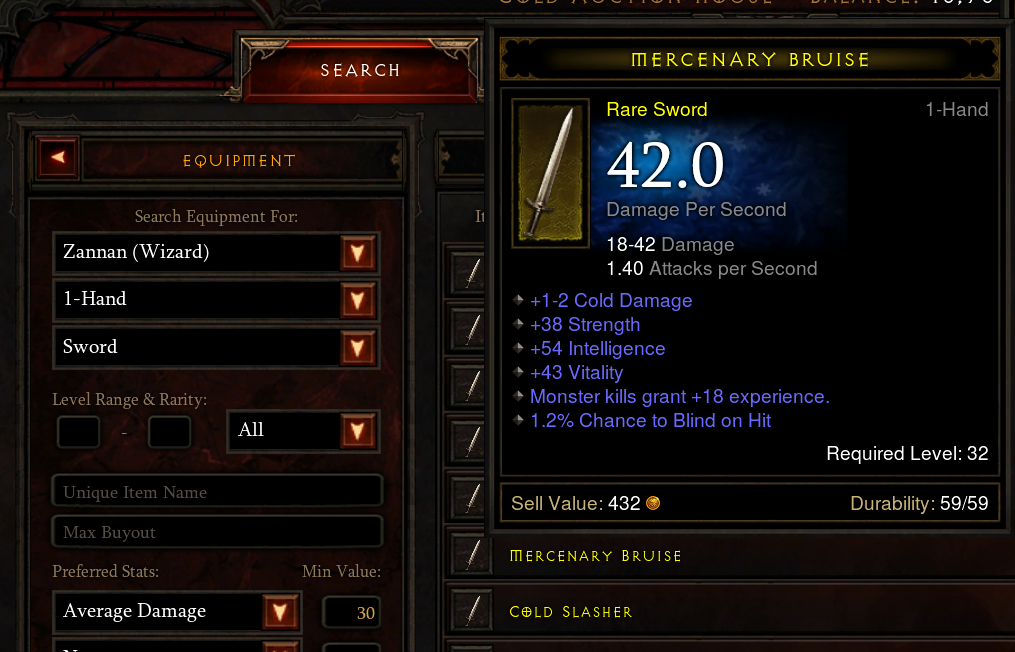 GOLD AUCTION HOUSE BALANCE:
SEARCH
EQUIPMENT
Search Equipment For:
Zannan (Wizard)
1-Hand
Sword
Level Range & Rarity:
-
All
Unique Item Name
Max Buyout
Preferred Stats: Min Value:
Average Damage 30
MERCENARY BRUISE
Rare Sword 1-Hand
42.0
Damage Per Second
18-42 Damage
1.40 Attacks per Second
+1-2 Cold Damage
+38 Strength
+54 Intelligence
+43 Vitality
Monster kills grant +18 experience.
1.2% Chance to Blind on Hit
Required Level: 32
Sell Value: 432 Durability: 59/59
MERCENARY BRUISE
COLD SLASHER